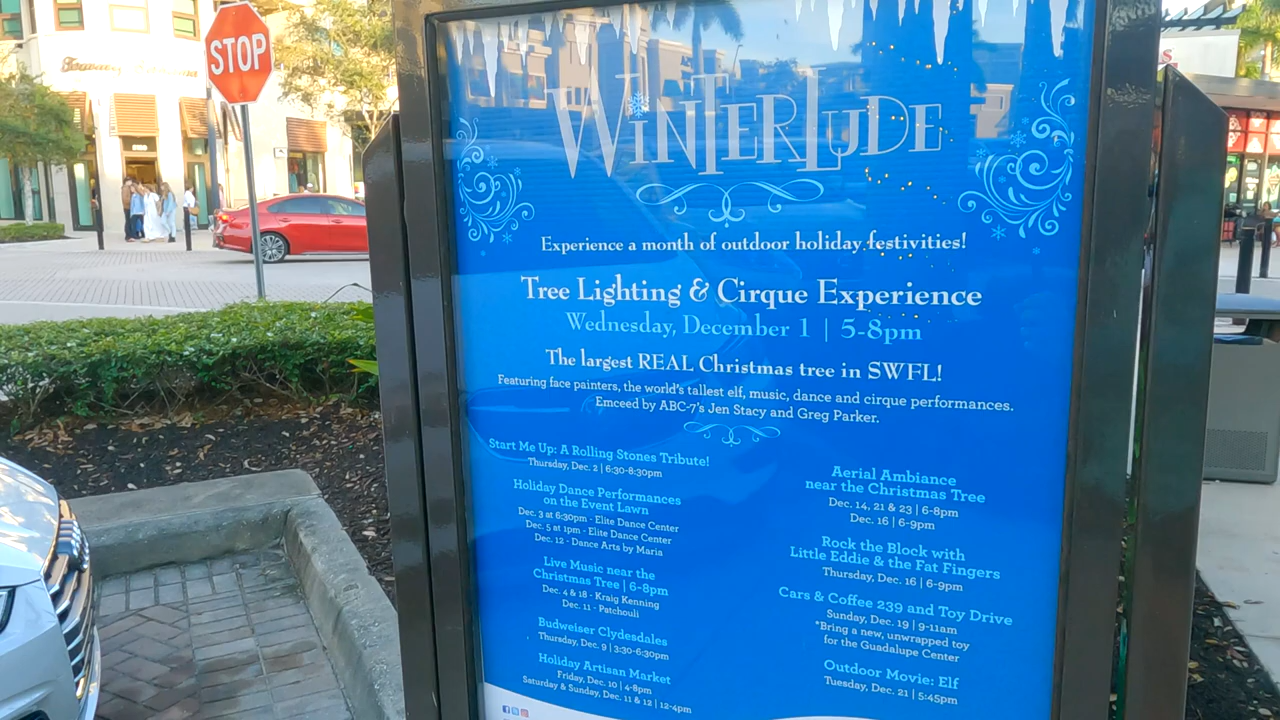 STOP
WINTERLUDE
Experience a month of outdoor holiday festivities!
Tree Lighting & Cirque Experience
Wednesday, December 1 | 5-8pm
The largest REAL Christmas tree in SWFL!
Featuring face painters, the world's tallest elf, music, dance and cirque performances.
Emceed by ABC-7's Jen Stacy and Greg Parker.
Start Me Up: A Rolling Stones Tribute!
Thursday, Dec. 2 | 6:30-8:30pm
Holiday Dance Performances
on the Event Lawn
Dec. 3 at 6:30pm - Elite Dance Center
Dec. 5 at 1pm - Elite Dance Center
Dec. 12 - Dance Arts by Maria
Live Music near the
Christmas Tree | 6-8pm
Dec. 4 & 18 - Kraig Kenning
Dec. 11 - Patchouli
Budweiser Clydesdales
Thursday, Dec. 9 | 3:30-6:30pm
Holiday Artisan Market
Friday, Dec. 10 | 4-8pm
Saturday & Sunday, Dec. 11 & 12 | 12-4pm
Aerial Ambiance
near the Christmas Tree
Dec. 14, 21 & 23 | 6-8pm
Dec. 16 | 6-9pm
Rock the Block with
Little Eddie & the Fat Fingers
Thursday, Dec. 16 | 6-9pm
Cars & Coffee 239 and Toy Drive
Sunday, Dec. 19 | 9-11am
*Bring a new, unwrapped toy
for the Guadalupe Center
Outdoor Movie: Elf
Tuesday, Dec. 21 | 5:45pm